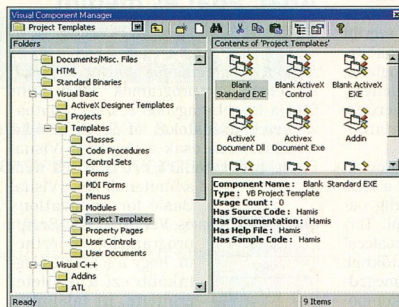 Visual Component Manager
Project Templates
Folders
Contents of 'Project Templates'
Documents/Misc. Files
HTML
Standard Binaries
Visual Basic
ActiveX Designer Templates
Projects
Templates
Classes
Code Procedures
Control Sets
Forms
MDI Forms
Menus
Modules
Project Templates
Property Pages
User Controls
User Documents
Visual C++
Addins
ATL
Blank Standard EXE
Blank ActiveX Control
Blank ActiveX EXE
ActiveX Document Dll
Activex Document Exe
Addin
Component Name : Blank Standard EXE
Type : VB Project Template
Usage Count : 0
Has Source Code : Hamis
Has Documentation : Hamis
Has Help File : Hamis
Has Sample Code : Hamis
Ready
9 Items